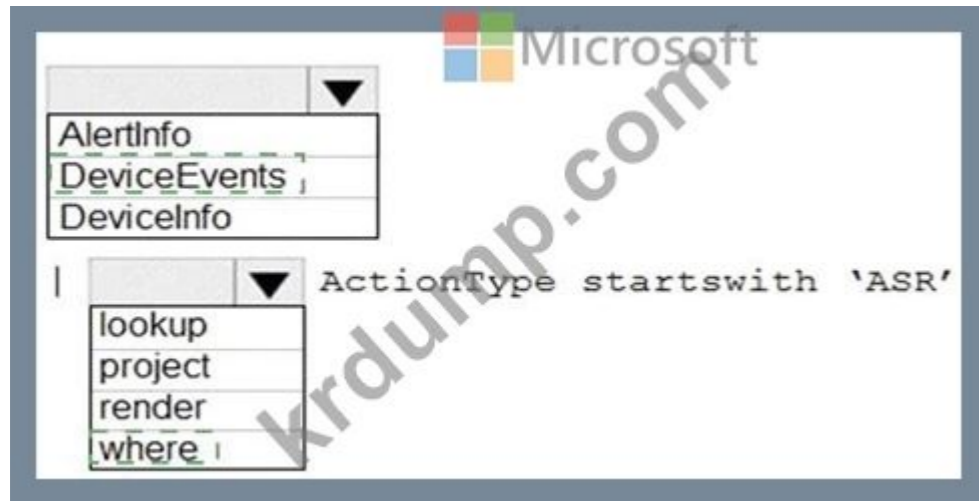 Microsoft
AlertInfo
DeviceEvents
DeviceInfo
| ActionType startswith ‘ASR’
lookup
project
render
where
krdump.com